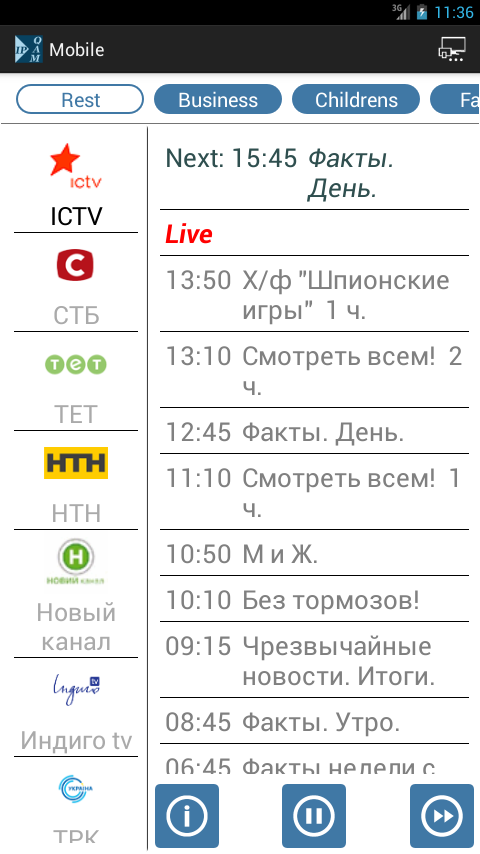 3G 11:36
Mobile
Rest Business Childrens Fa
ictv
ICTV
СТБ
ТЕТ
ТЕТ
НТН
НТН
Н
НОВИЙ канал
Новый
канал
Індиго tv
Индиго tv
УКРАЇНА
ТРК
Next: 15:45 Факты.
День.
Live
13:50 Х/ф "Шпионские
игры" 1 ч.
13:10 Смотреть всем! 2
ч.
12:45 Факты. День.
11:10 Смотреть всем! 1
ч.
10:50 М и Ж.
10:10 Без тормозов!
09:15 Чрезвычайные
новости. Итоги.
08:45 Факты. Утро.
06:45 Факты недели с